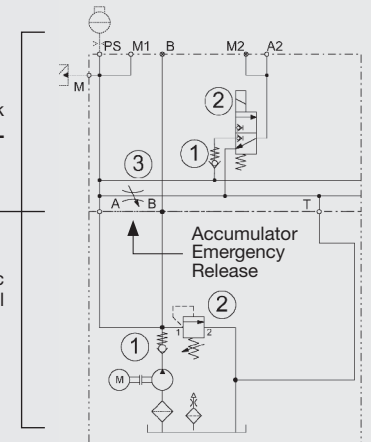 PS M1 B M2 A2
M
k
2
1
3
A B T
Accumulator
Emergency
Release
c
l
2
1 2
1
M